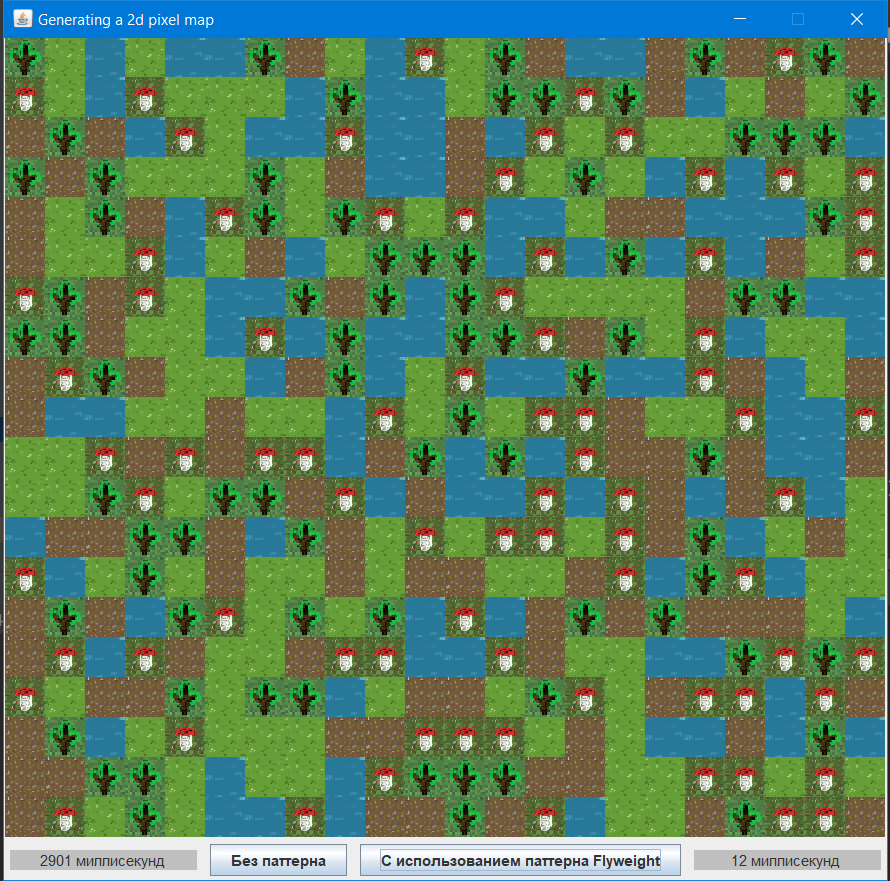 Generating a 2d pixel map
2901 миллисекунд
Без паттерна
С использованием паттерна Flyweight
12 миллисекунд